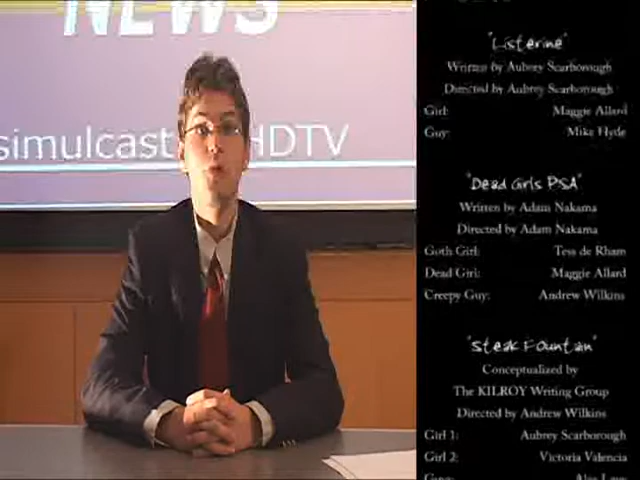 NEWS
simulcast HDTV
"Listerine"
Written by Aubrey Scarborough
Directed by Aubrey Scarborough
Girl: Maggie Allard
Guy: Mike Hyde
"Dead Girls PSA"
Written by Adam Nakama
Directed by Adam Nakama
Goth Girl: Tess de Rham
Dead Girl: Maggie Allard
Creepy Guy: Andrew Wilkins
"Steak Fountain"
Conceptualized by
The KILROY Writing Group
Directed by Andrew Wilkins
Girl 1: Aubrey Scarborough
Girl 2: Victoria Valencia